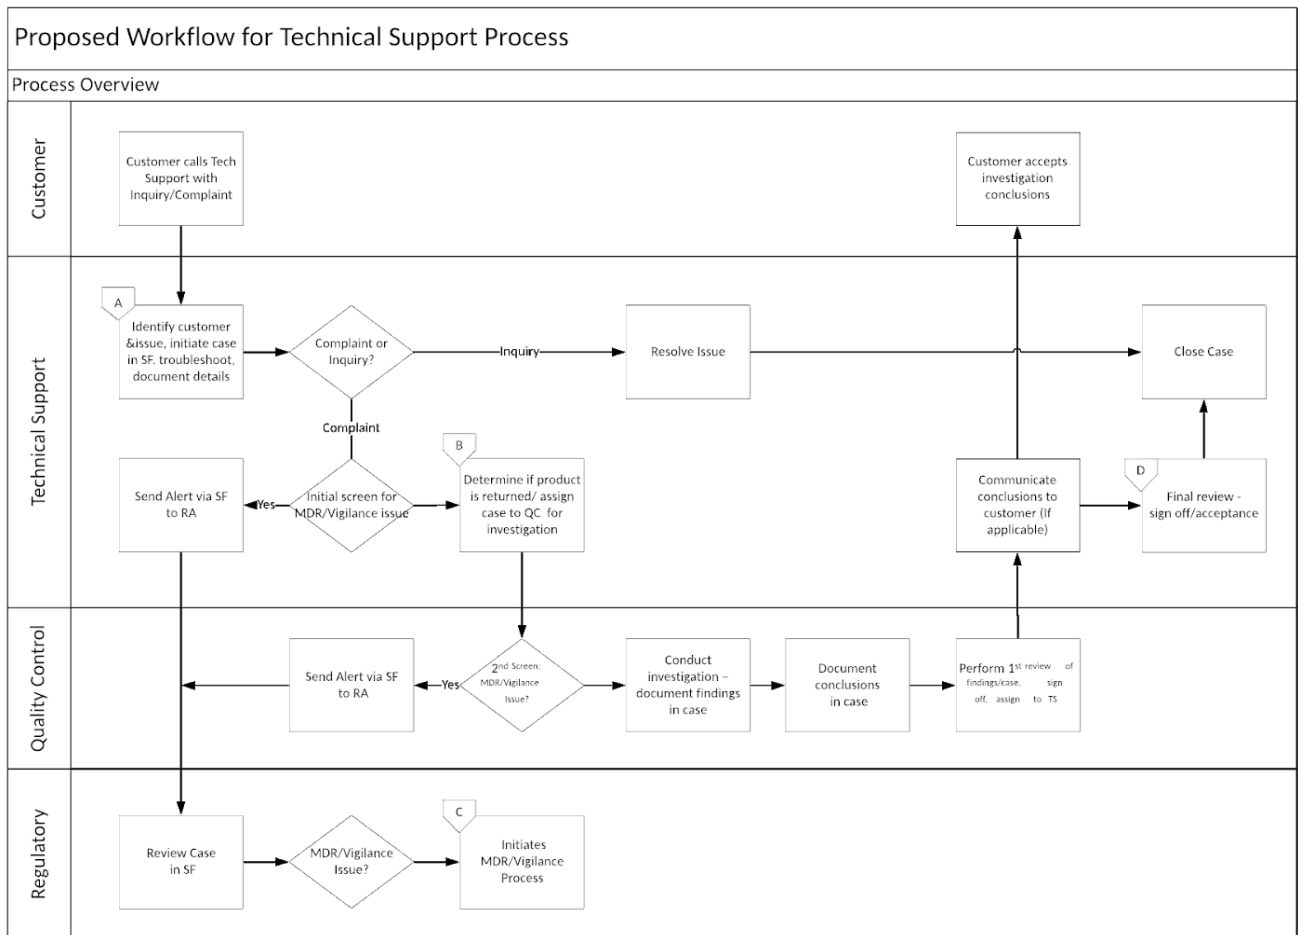 Proposed Workflow for Technical Support Process
Process Overview
Customer
Customer calls Tech
Support with
Inquiry/Complaint
Customer accepts
investigation
conclusions
Technical Support
A
Identify customer
&issue, initiate case
in SF. troubleshoot,
document details
Complaint or
Inquiry?
Inquiry
Resolve Issue
Close Case
Complaint
Send Alert via SF
to RA
Yes
Initial screen for
MDR/Vigilance issue
B
Determine if product
is returned/ assign
case to QC for
investigation
Communicate
conclusions to
customer (If
applicable)
D
Final review -
sign off/acceptance
Quality Control
Send Alert via SF
to RA
Yes
2nd Screen:
MDR/Vigilance
Issue?
Conduct
investigation –
document findings
in case
Document
conclusions
in case
Perform 1st review of
findings/case, sign
off, assign to TS
Regulatory
Review Case
in SF
MDR/Vigilance
Issue?
C
Initiates
MDR/Vigilance
Process